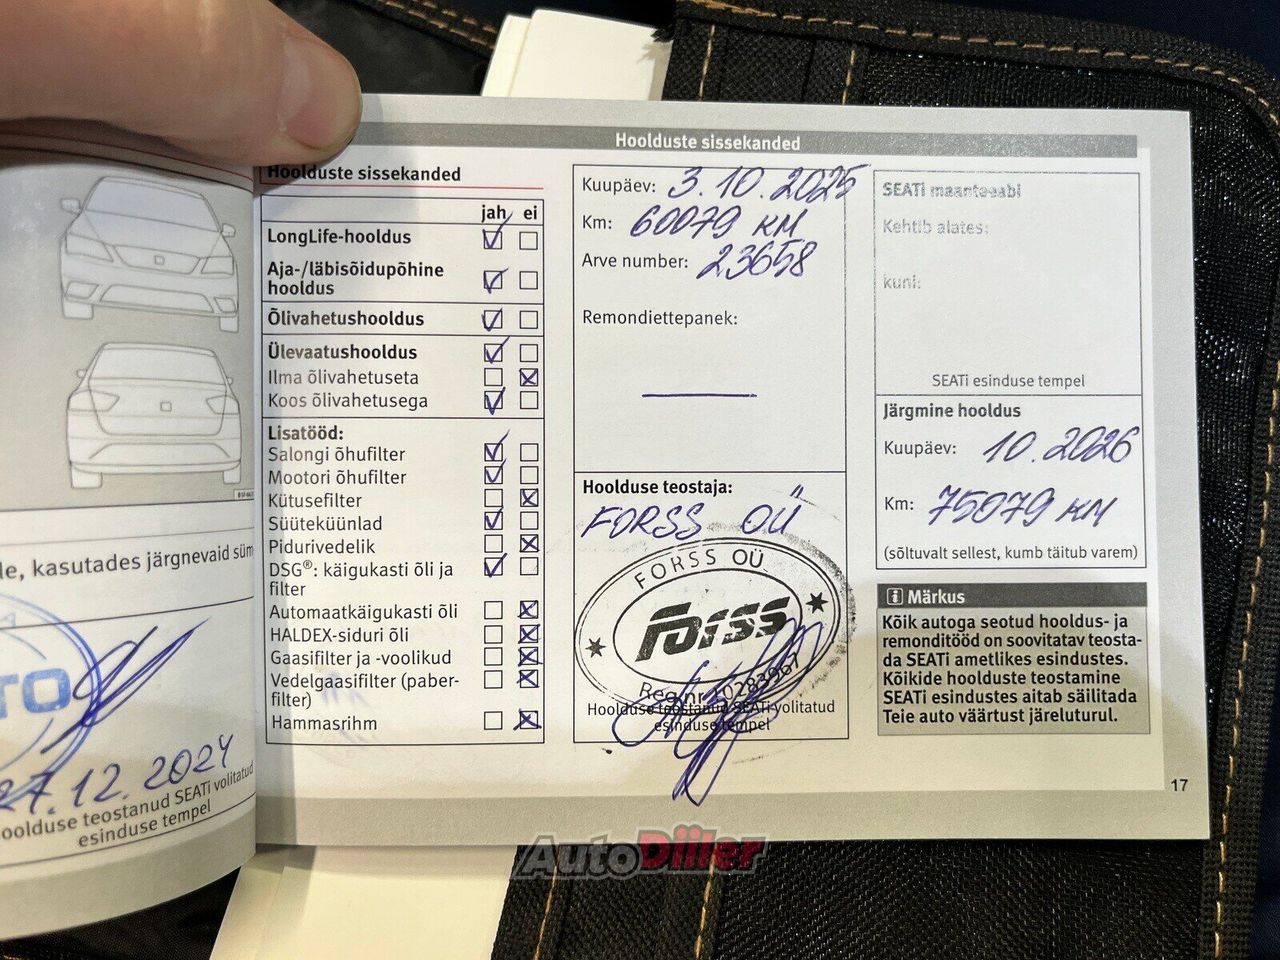 Hoolduste sissekanded
Hoolduste sissekanded
jah ei
LongLife-hooldus
Aja-/läbisõidupõhine
hooldus
Õlivahetushooldus
Ülevaatushooldus
Ilma õlivahetuseta
Koos õlivahetusega
Lisatööd:
Salongi õhufilter
Mootori õhufilter
Kütusefilter
Süüteküünlad
Pidurivedelik
DSG®: käigukasti õli ja
filter
Automaatkäigukasti õli
HALDEX-siduri õli
Gaasifilter ja -voolikud
Vedelgaasifilter (paber-
filter)
Hammasrihm
Kuupäev: 3.10.2025
Km: 60079 KM
Arve number: 23658
Remondiettepanek:
Hoolduse teostaja:
FORSS OÜ
FORSS OÜ
Forss
Reg.nr. 10283967
Hoolduse teostanud SEATi volitatud
esinduse tempel
SEATi maanteeabi
Kehtib alates:
kuni:
SEATi esinduse tempel
Järgmine hooldus
Kuupäev: 10.2026
Km: 75079 KM
(sõltuvalt sellest, kumb täitub varem)
Märkus
Kõik autoga seotud hooldus- ja
remonditööd on soovitatav teosta-
da SEATi ametlikes esindustes.
Kõikide hoolduste teostamine
SEATi esindustes aitab säilitada
Teie auto väärtust järeluturul.
17
le, kasutades järgnevaid süm
TO
27.12.2024
oolduse teostanud SEATi volitatud
esinduse tempel
AutoDiiler